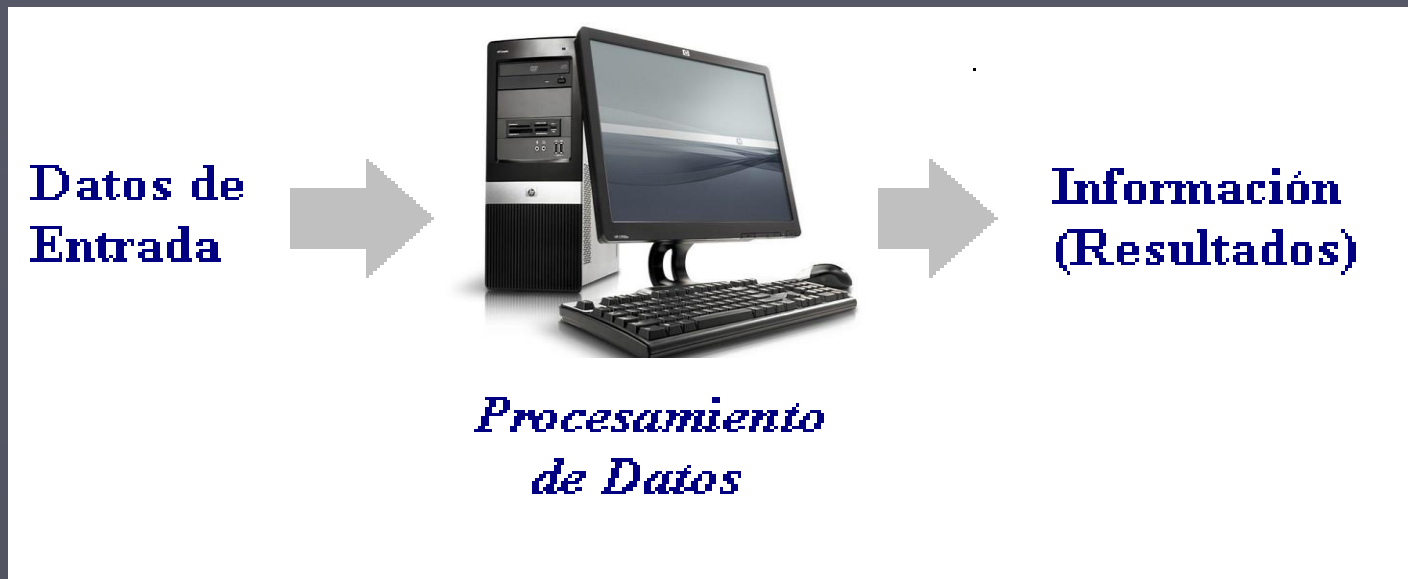 Datos de
Entrada
Procesamiento
de Datos
Información
(Resultados)